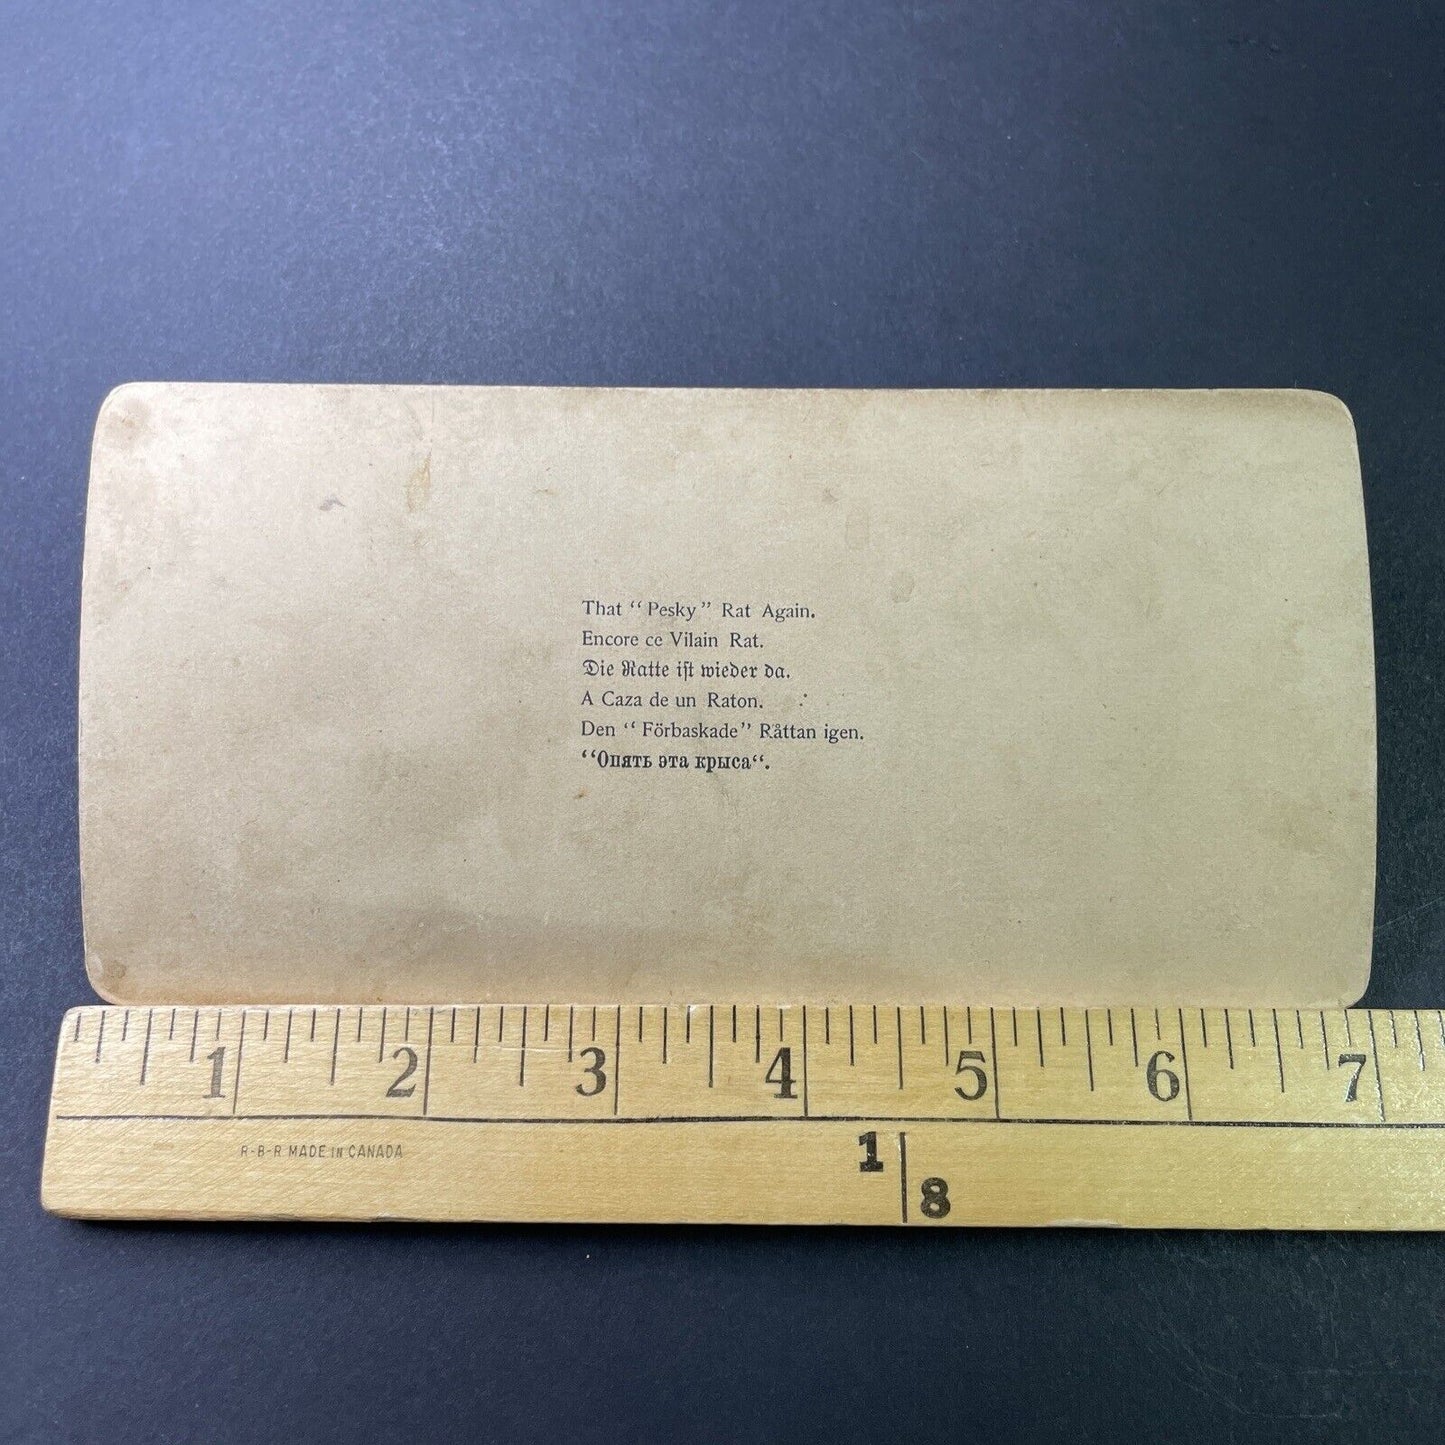 That “Pesky” Rat Again.
Encore ce Vilain Rat.
Die Ratte ist wieder da.
A Caza de un Raton.
Den “Förbaskade” Råttan igen.
“Опять эта крыса“.
1 2 3 4 5 6 7
R-B-R MADE IN CANADA
1
8